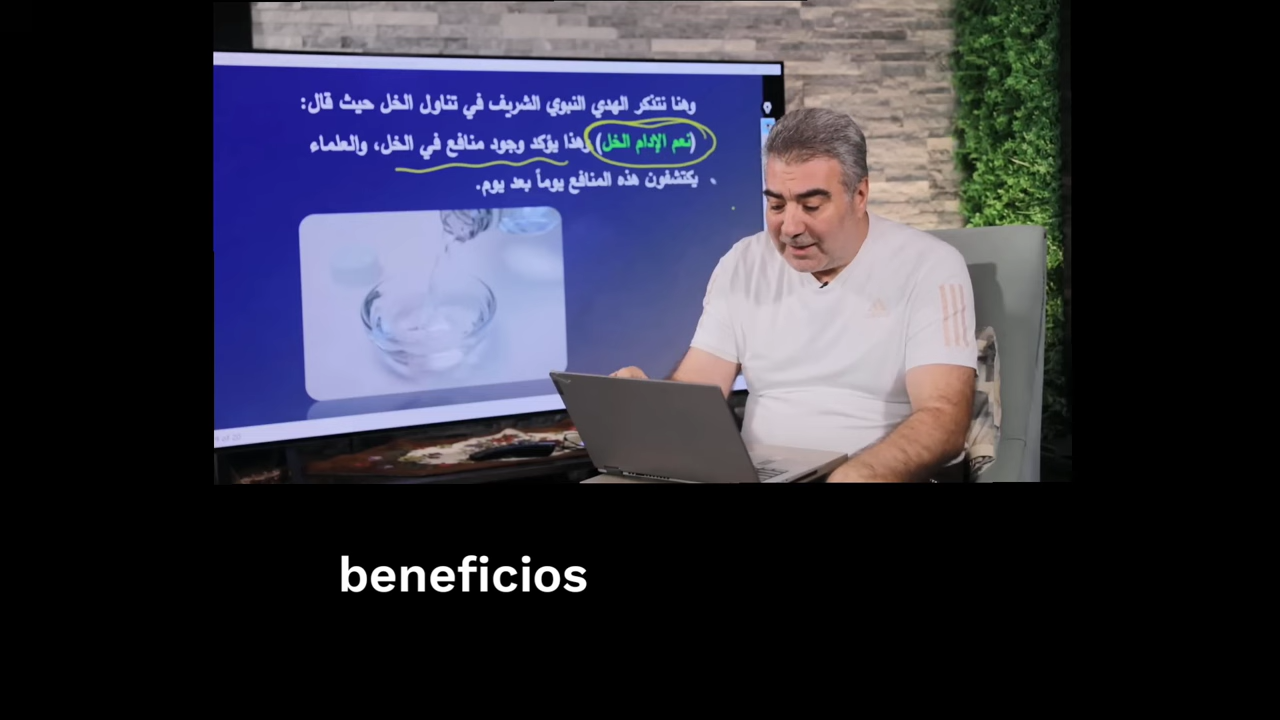 وهنا نتذكر الهدي النبوي الشريف في تناول الخل حيث قال:
(نعم الإدام الخل) وهذا يؤكد وجود منافع في الخل، والعلماء
يكتشفون هذه المنافع يوماً بعد يوم.
beneficios